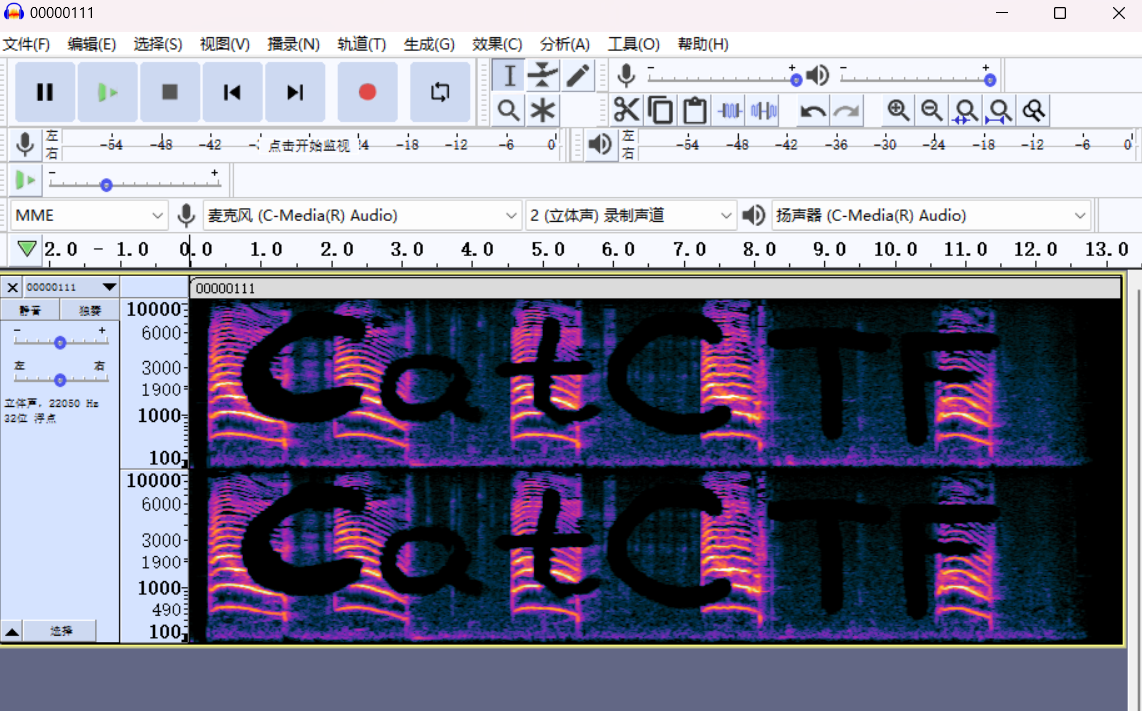 00000111
文件(F) 编辑(E) 选择(S) 视图(V) 播录(N) 轨道(T) 生成(G) 效果(C) 分析(A) 工具(O) 帮助(H)
- + - +
左 右 -54 -48 -42 点击开始监视 -18 -12 -6 0
左 右 -54 -48 -42 -36 -30 -24 -18 -12 -6 0
- +
MME 麦克风 (C-Media(R) Audio) 2 (立体声) 录制声道 扬声器 (C-Media(R) Audio)
2.0 - 1.0 0.0 1.0 2.0 3.0 4.0 5.0 6.0 7.0 8.0 9.0 10.0 11.0 12.0 13.0
00000111 00000111
静音 独奏
- +
左 右
立体声, 22050 Hz
32位 浮点
10000
6000
3000
1900
1000
100
CatCTF
10000
6000
3000
1900
1000
490
100
CatCTF
选择